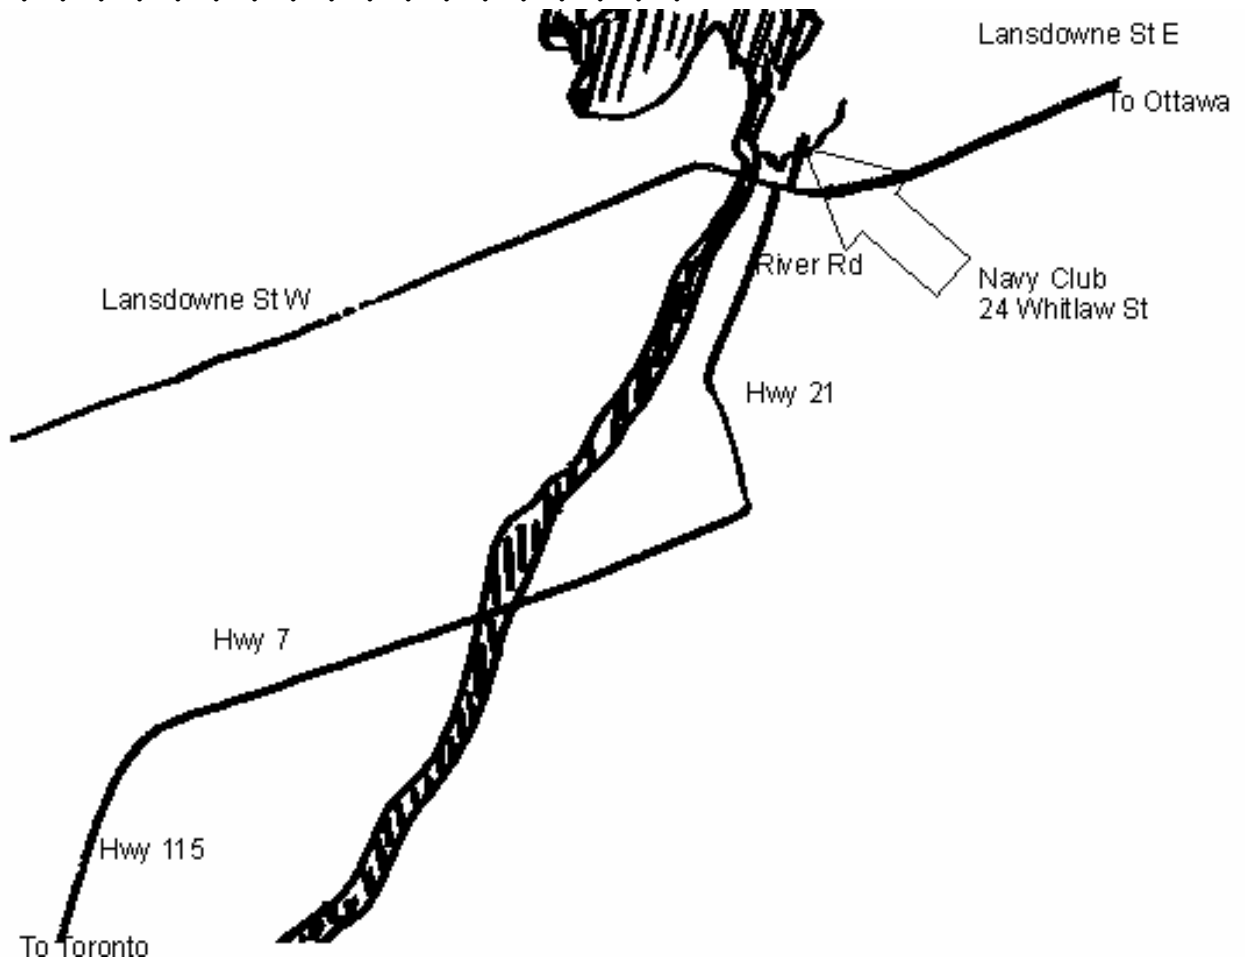 Lansdowne St E
To Ottawa
River Rd
Navy Club
24 Whitlaw St
Lansdowne St W
Hwy 21
Hwy 7
Hwy 115
To Toronto